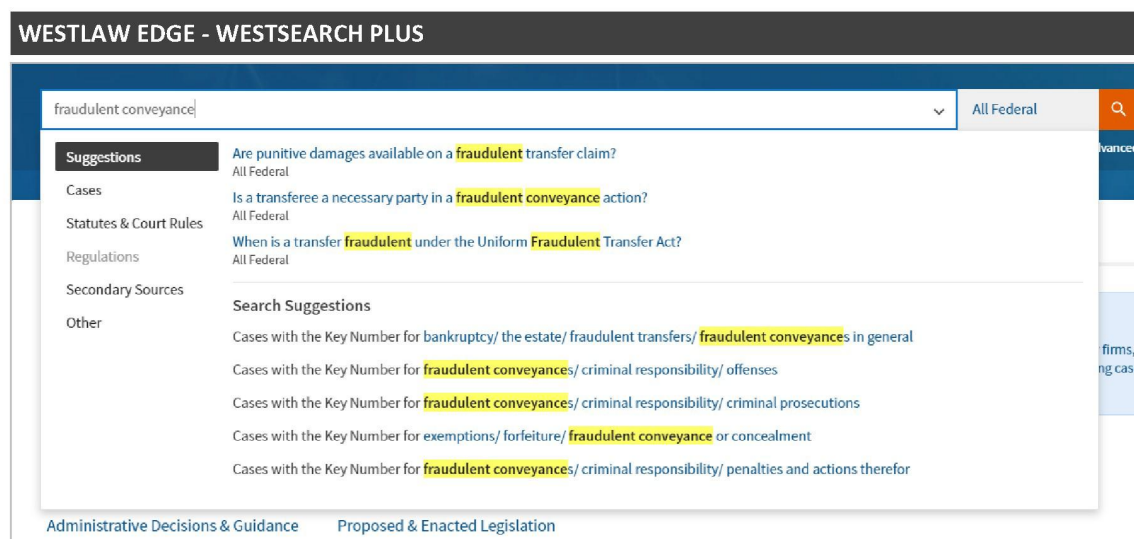 WESTLAW EDGE - WESTSEARCH PLUS
fraudulent conveyance
All Federal
Suggestions
Cases
Statutes & Court Rules
Regulations
Secondary Sources
Other
Are punitive damages available on a fraudulent transfer claim?
All Federal
Is a transferee a necessary party in a fraudulent conveyance action?
All Federal
When is a transfer fraudulent under the Uniform Fraudulent Transfer Act?
All Federal
Search Suggestions
Cases with the Key Number for bankruptcy/ the estate/ fraudulent transfers/ fraudulent conveyances in general
Cases with the Key Number for fraudulent conveyances/ criminal responsibility/ offenses
Cases with the Key Number for fraudulent conveyances/ criminal responsibility/ criminal prosecutions
Cases with the Key Number for exemptions/ forfeiture/ fraudulent conveyance or concealment
Cases with the Key Number for fraudulent conveyances/ criminal responsibility/ penalties and actions therefor
firms,
Administrative Decisions & Guidance
Proposed & Enacted Legislation